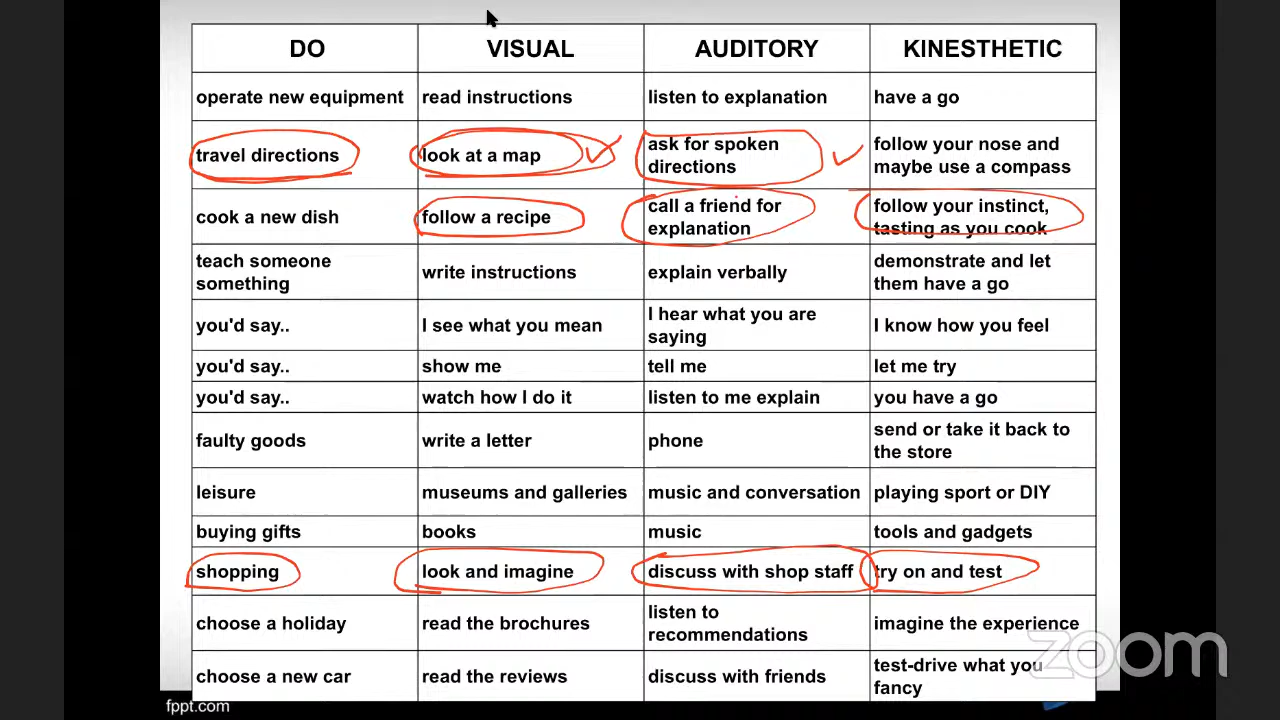 DO VISUAL AUDITORY KINESTHETIC
operate new equipment read instructions listen to explanation have a go
travel directions look at a map ask for spoken directions follow your nose and maybe use a compass
cook a new dish follow a recipe call a friend for explanation follow your instinct, tasting as you cook
teach someone something write instructions explain verbally demonstrate and let them have a go
you'd say.. I see what you mean I hear what you are saying I know how you feel
you'd say.. show me tell me let me try
you'd say.. watch how I do it listen to me explain you have a go
faulty goods write a letter phone send or take it back to the store
leisure museums and galleries music and conversation playing sport or DIY
buying gifts books music tools and gadgets
shopping look and imagine discuss with shop staff try on and test
choose a holiday read the brochures listen to recommendations imagine the experience
choose a new car read the reviews discuss with friends test-drive what you fancy
zoom
fppt.com